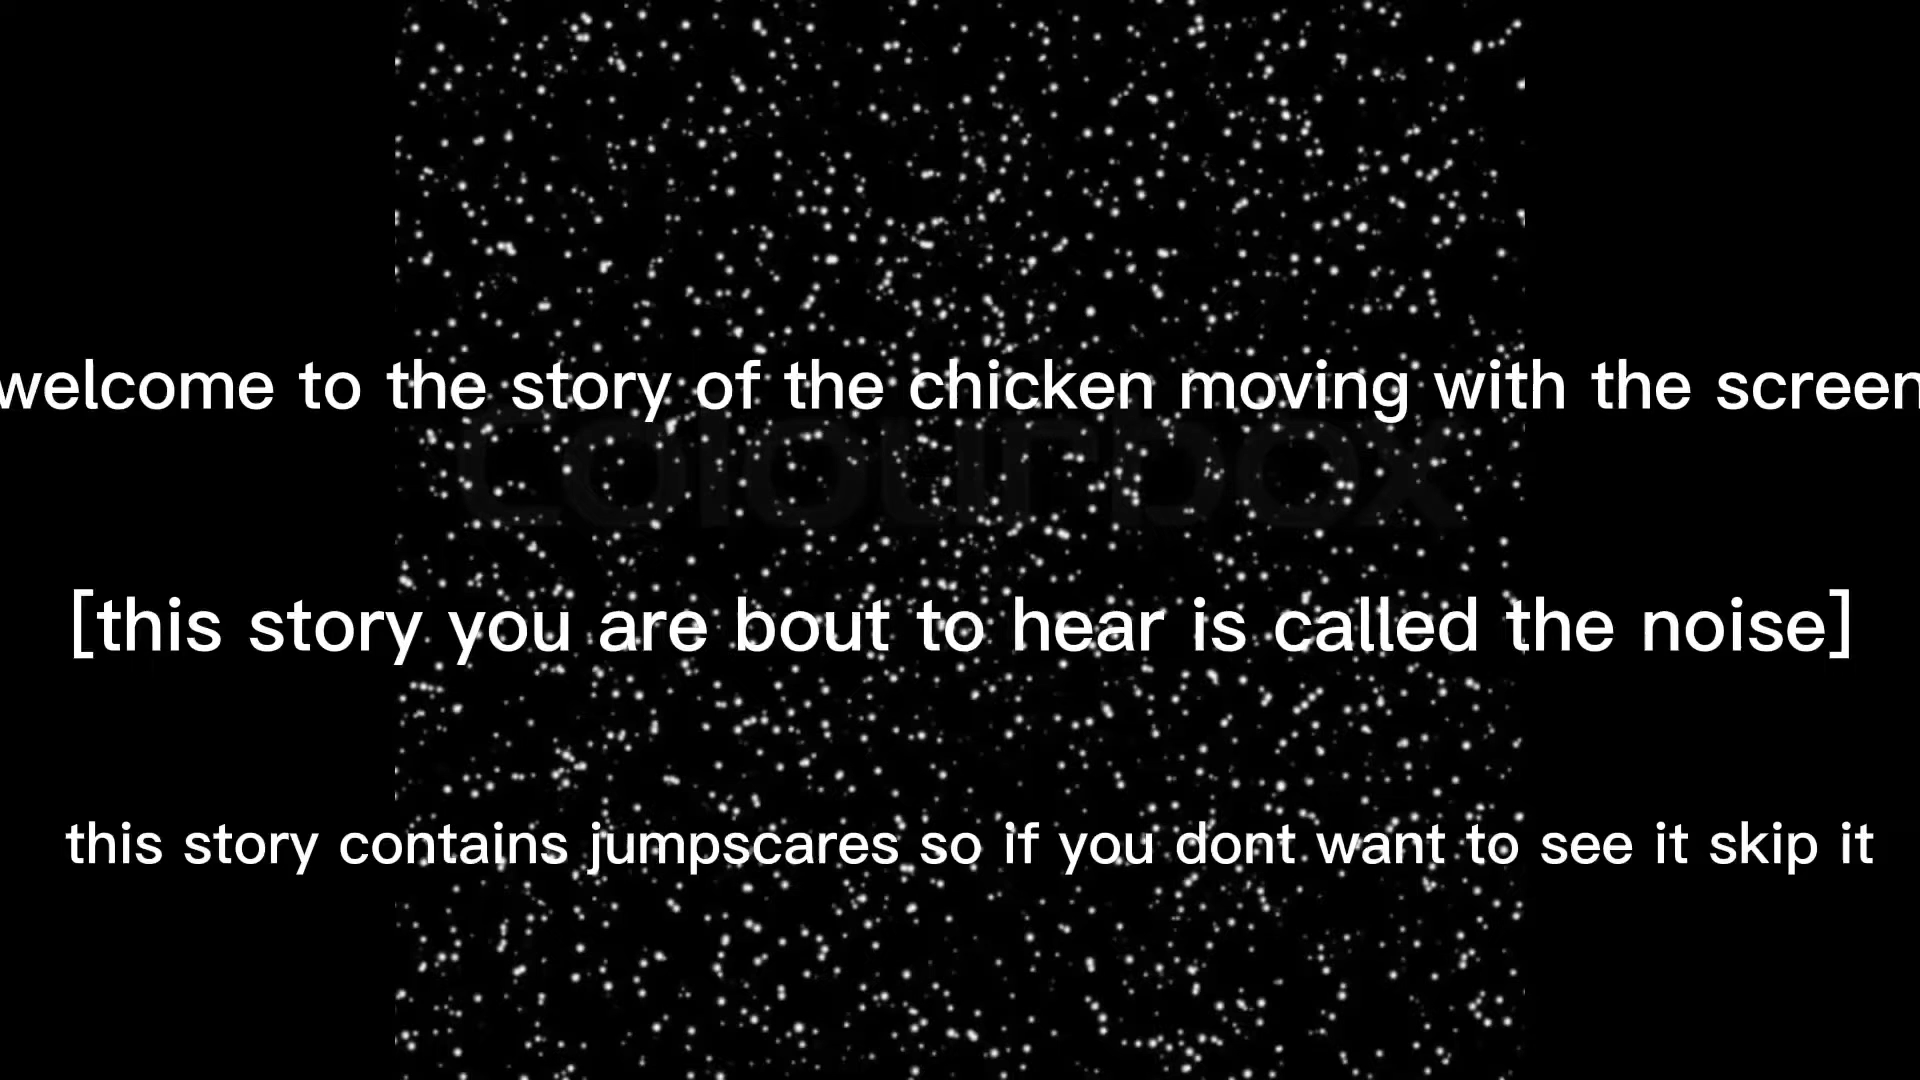 welcome to the story of the chicken moving with the screen
colourbox
[this story you are bout to hear is called the noise]
this story contains jumpscares so if you dont want to see it skip it